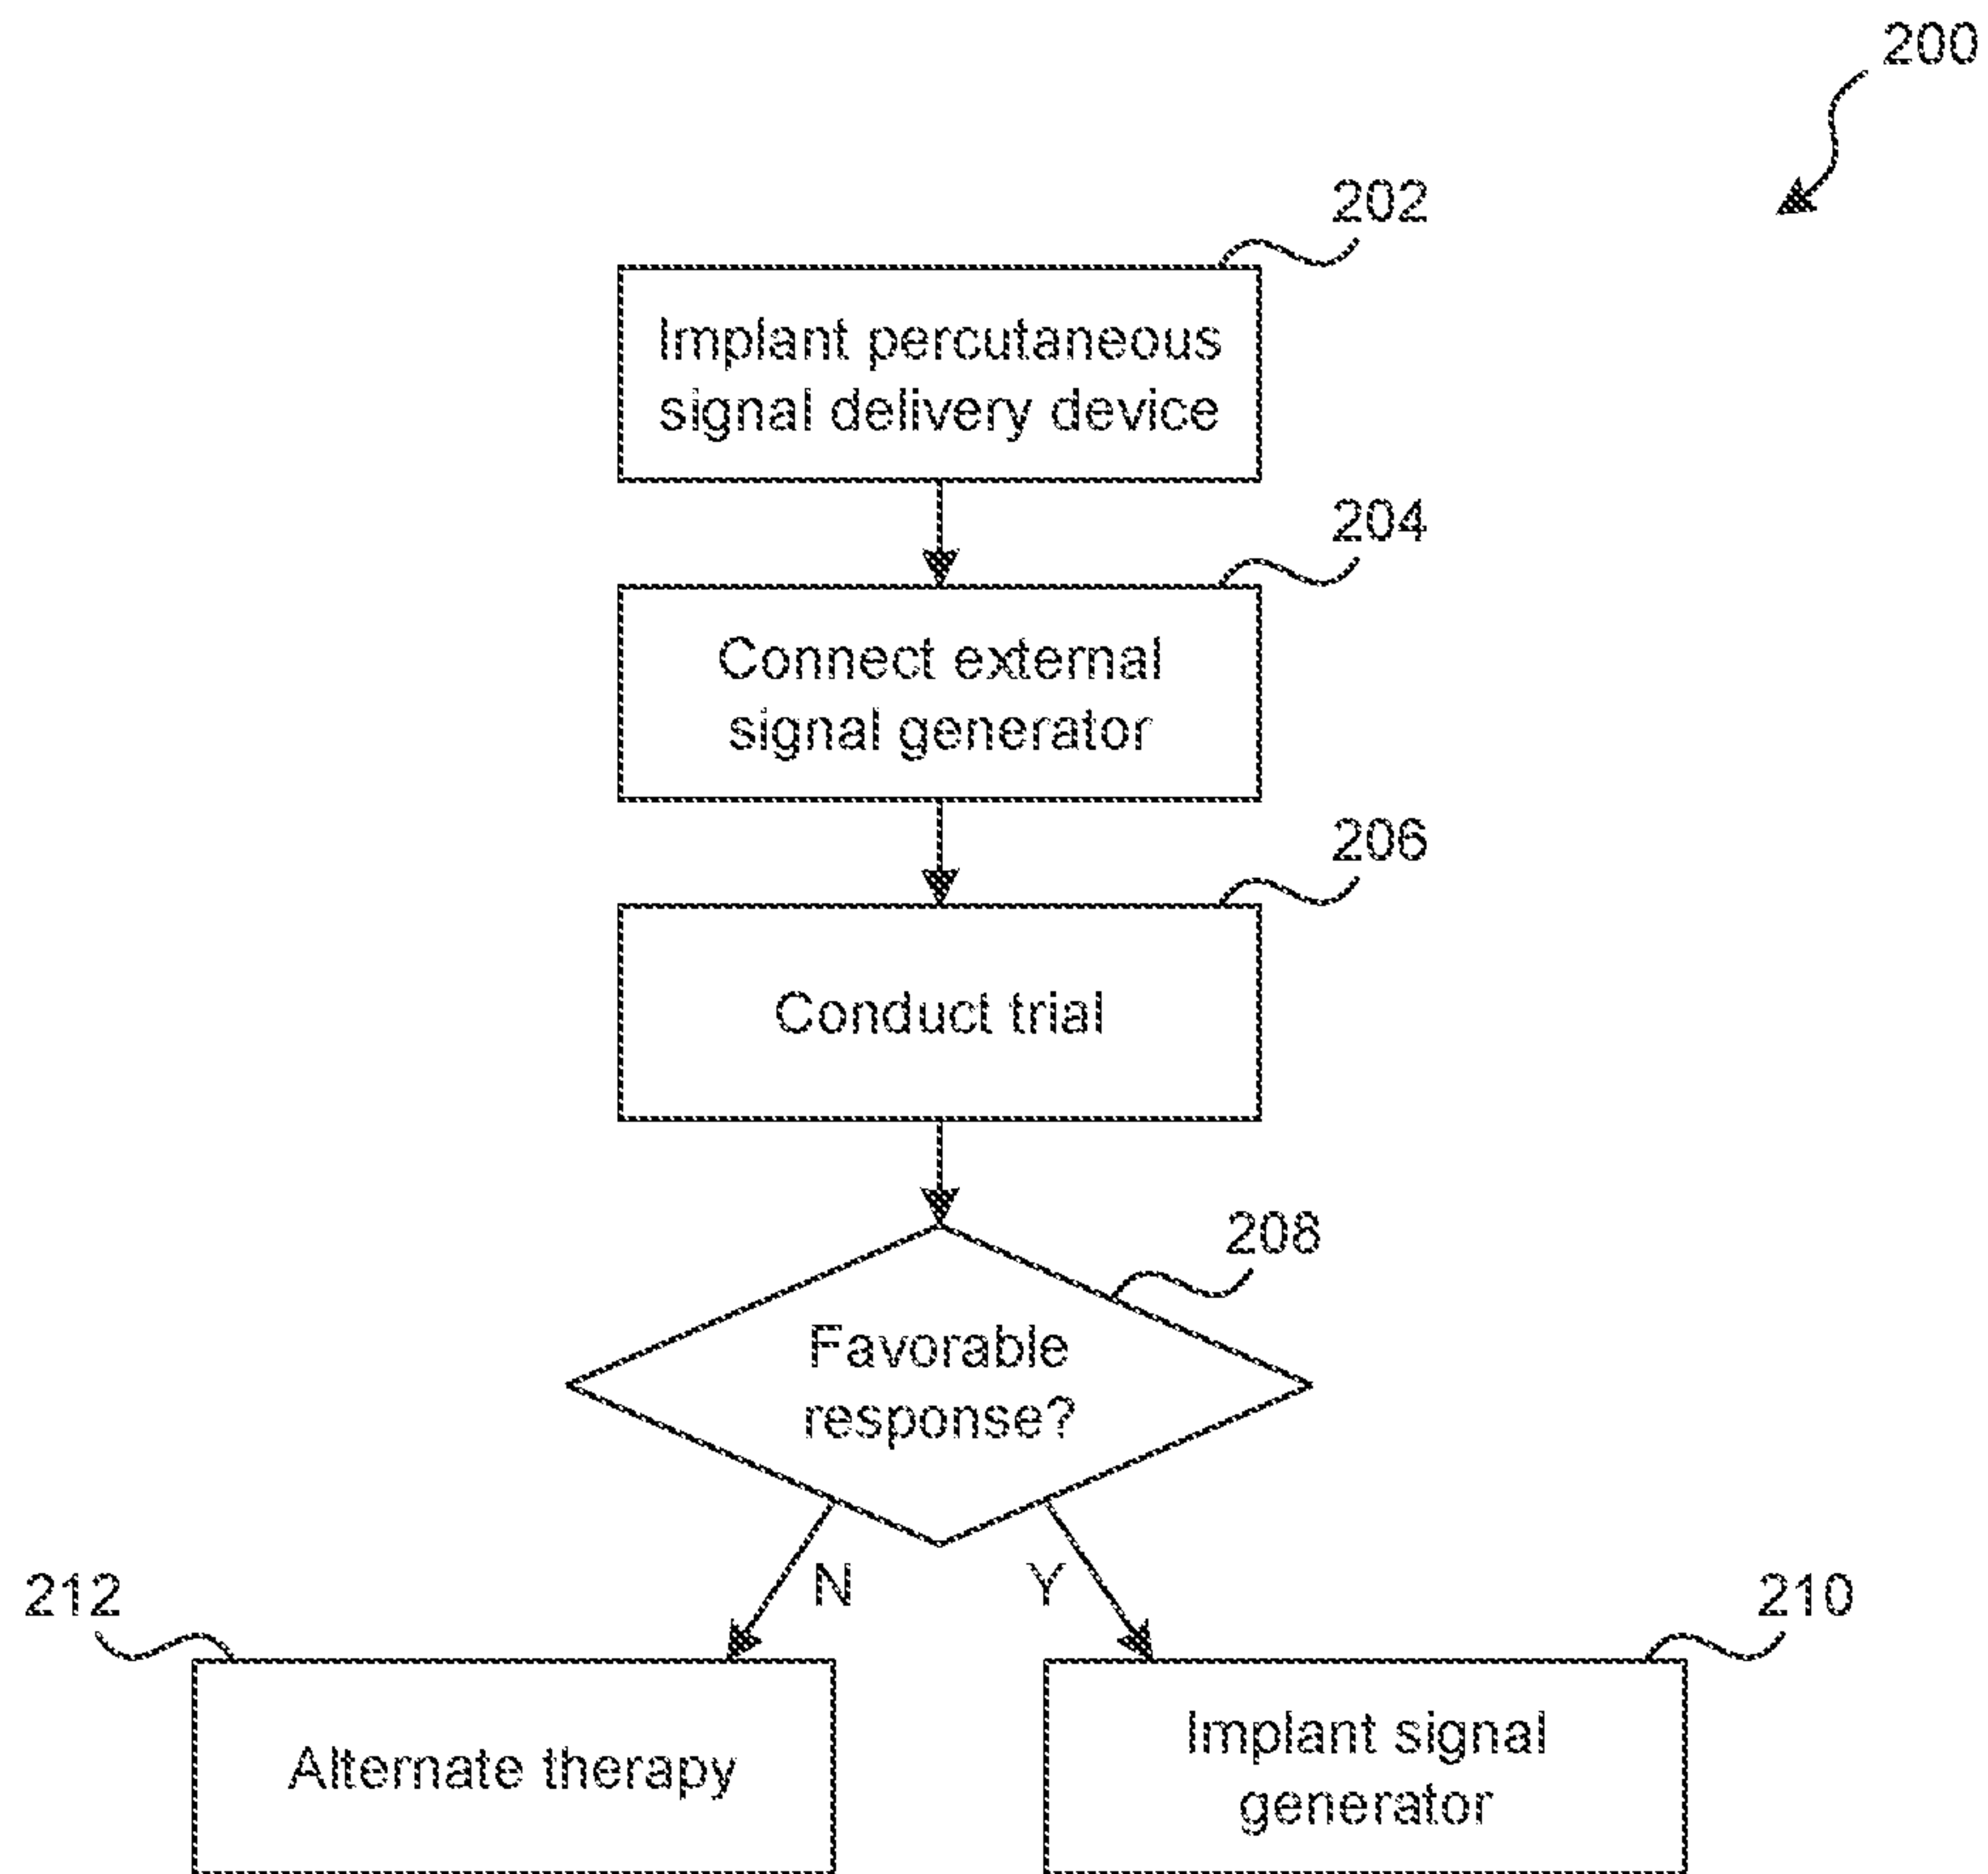 200
202
Implant percutaneous
signal delivery device
204
Connect external
signal generator
206
Conduct trial
208
Favorable
response?
N
Y
212
210
Alternate therapy
Implant signal
generator